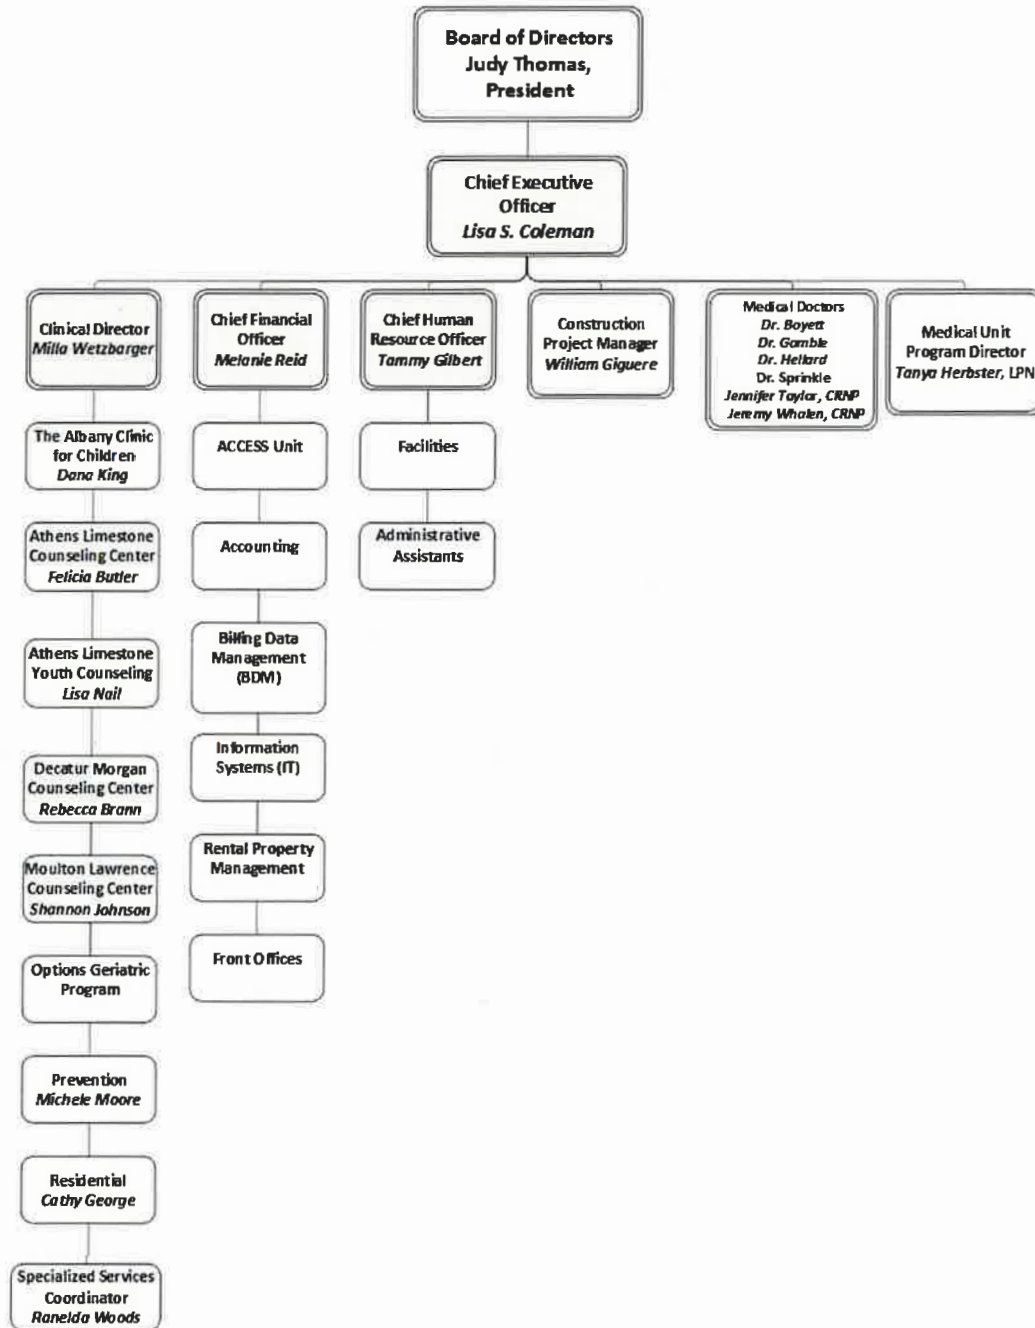 Board of Directors
Judy Thomas,
President
Chief Executive
Officer
Lisa S. Coleman
Clinical Director
Milla Wetzbarger
Chief Financial
Officer
Melanie Reid
Chief Human
Resource Officer
Tammy Gilbert
Construction
Project Manager
William Giguere
Medical Doctors
Dr. Boyett
Dr. Gamble
Dr. Hellard
Dr. Sprinkle
Jennifer Taylor, CRNP
Jeremy Whalen, CRNP
Medical Unit
Program Director
Tanya Herbster, LPN
The Albany Clinic
for Children
Dana King
Athens Limestone
Counseling Center
Felicia Butler
Athens Limestone
Youth Counseling
Lisa Nail
Decatur Morgan
Counseling Center
Rebecca Brann
Moulton Lawrence
Counseling Center
Shannon Johnson
Options Geriatric
Program
Prevention
Michele Moore
Residential
Cathy George
Specialized Services
Coordinator
Ranelda Woods
ACCESS Unit
Accounting
Billing Data
Management
(BDM)
Information
Systems (IT)
Rental Property
Management
Front Offices
Facilities
Administrative
Assistants